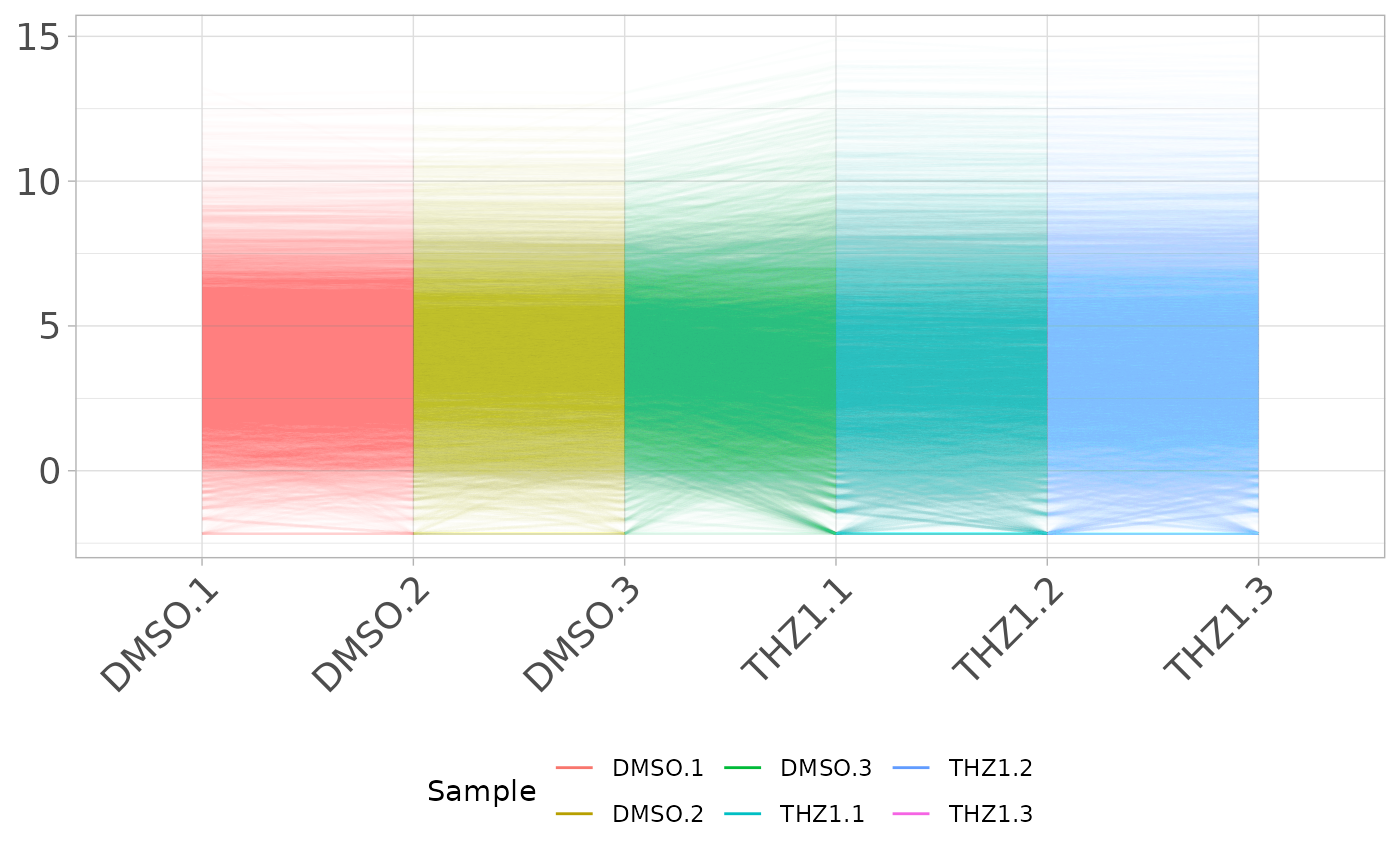 15
10
5
0
DMSO.1 DMSO.2 DMSO.3 THZ1.1 THZ1.2 THZ1.3
Sample
DMSO.1 DMSO.3 THZ1.2
DMSO.2 THZ1.1 THZ1.3